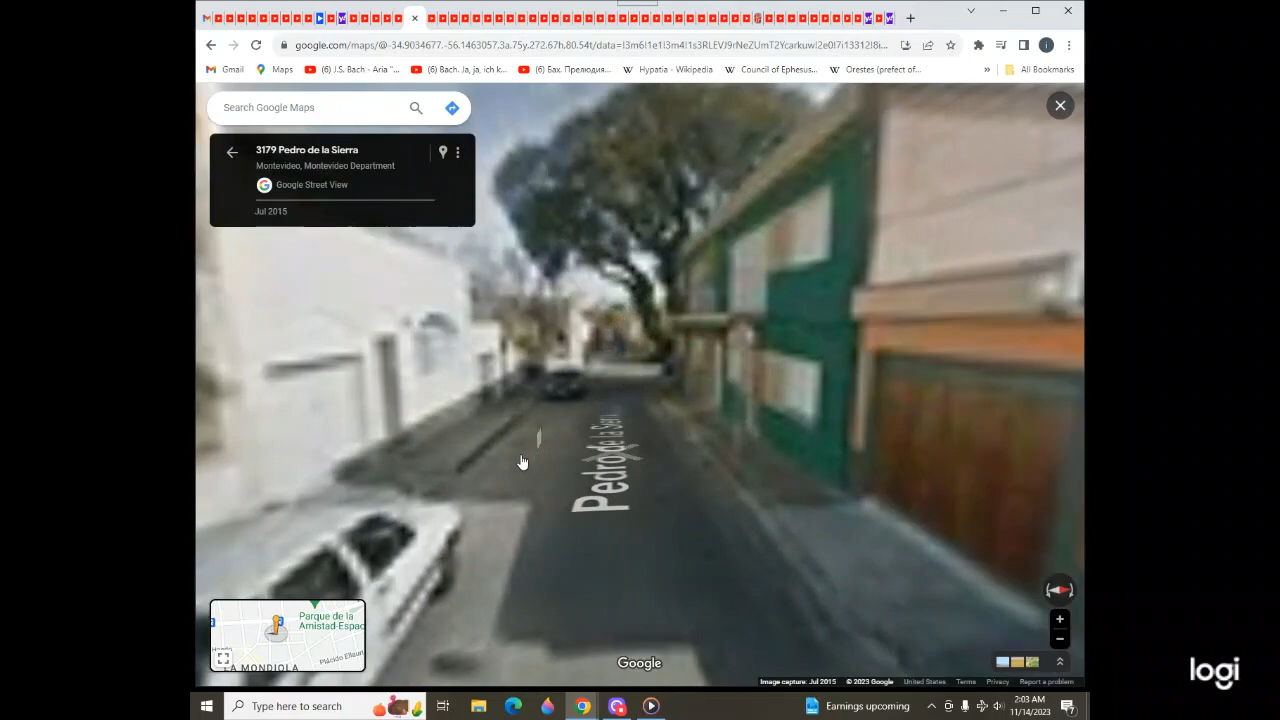 google.com/maps/@-34.9034677,-56.1463057,3a,75y,272.67h,80.54t/data=!3m6!1e1!3m4!1s3RLEVJ9rNeZUmT2Ycarkuw!2e0!7i13312!8i...
Gmail Maps (6) J.S. Bach - Aria "... (6) Bach. Ja, ja, ich k... (6) Бах. Прелюдия... Hypatia - Wikipedia Council of Ephesus... Orestes (prefect of... » All Bookmarks
Search Google Maps
3179 Pedro de la Sierra
Montevideo, Montevideo Department
Google Street View
Jul 2015
Pedro de la Sierra
Parque de la
Amistad-Espac
Plácido Ellauri
LA MONDIOLA
Google
Image capture: Jul 2015 © 2023 Google United States Terms Privacy Report a problem
logi
Type here to search
Earnings upcoming
2:03 AM
11/14/2023
7